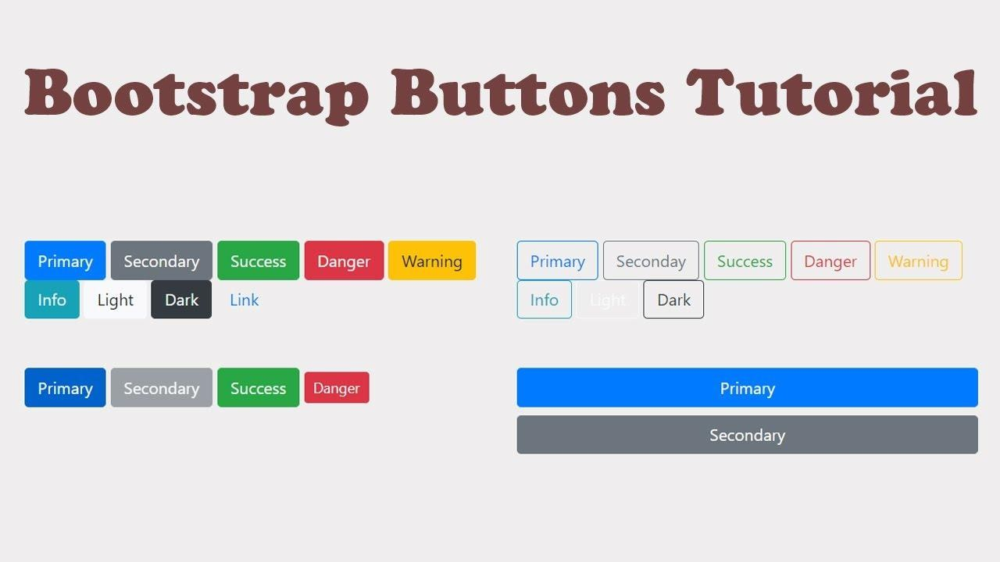 Bootstrap Buttons Tutorial
Primary Secondary Success Danger Warning
Info Light Dark Link
Primary Seconday Success Danger Warning
Info Light Dark
Primary Secondary Success Danger
Primary
Secondary